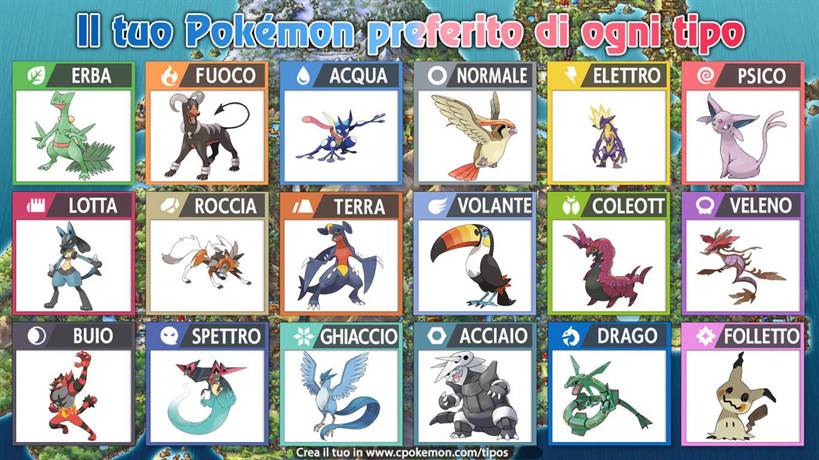 Il tuo Pokémon preferito di ogni tipo
ERBA FUOCO ACQUA NORMALE ELETTRO PSICO
LOTTA ROCCIA TERRA VOLANTE COLEOTT VELENO
BUIO SPETTRO GHIACCIO ACCIAIO DRAGO FOLLETTO
Crea il tuo in www.cpokemon.com/tipos